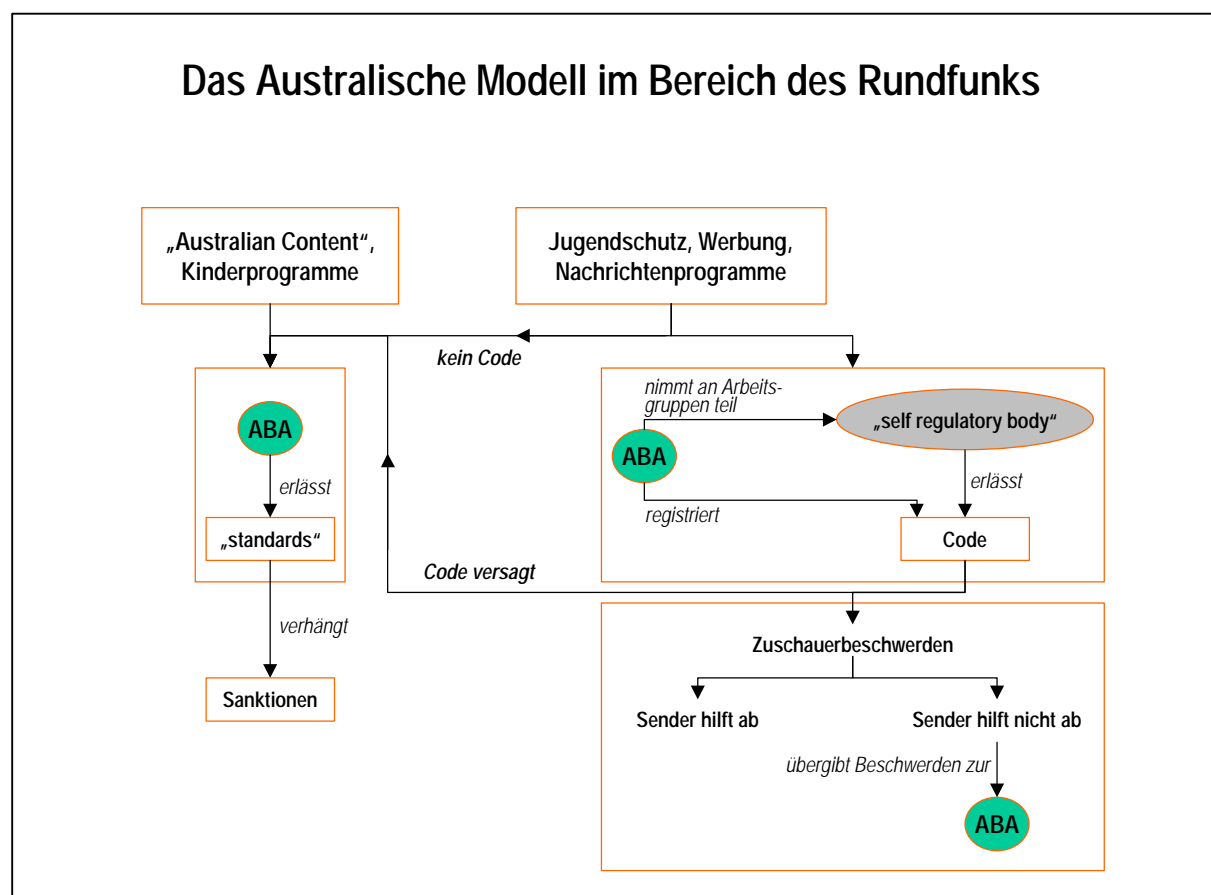 Das Australische Modell im Bereich des Rundfunks
„Australian Content“,
Kinderprogramme
Jugendschutz, Werbung,
Nachrichtenprogramme
kein Code
ABA
erlässt
„standards“
verhängt
Sanktionen
nimmt an Arbeits-
gruppen teil
„self regulatory body“
ABA
erlässt
registriert
Code
Code versagt
Zuschauerbeschwerden
Sender hilft ab
Sender hilft nicht ab
übergibt Beschwerden zur
ABA